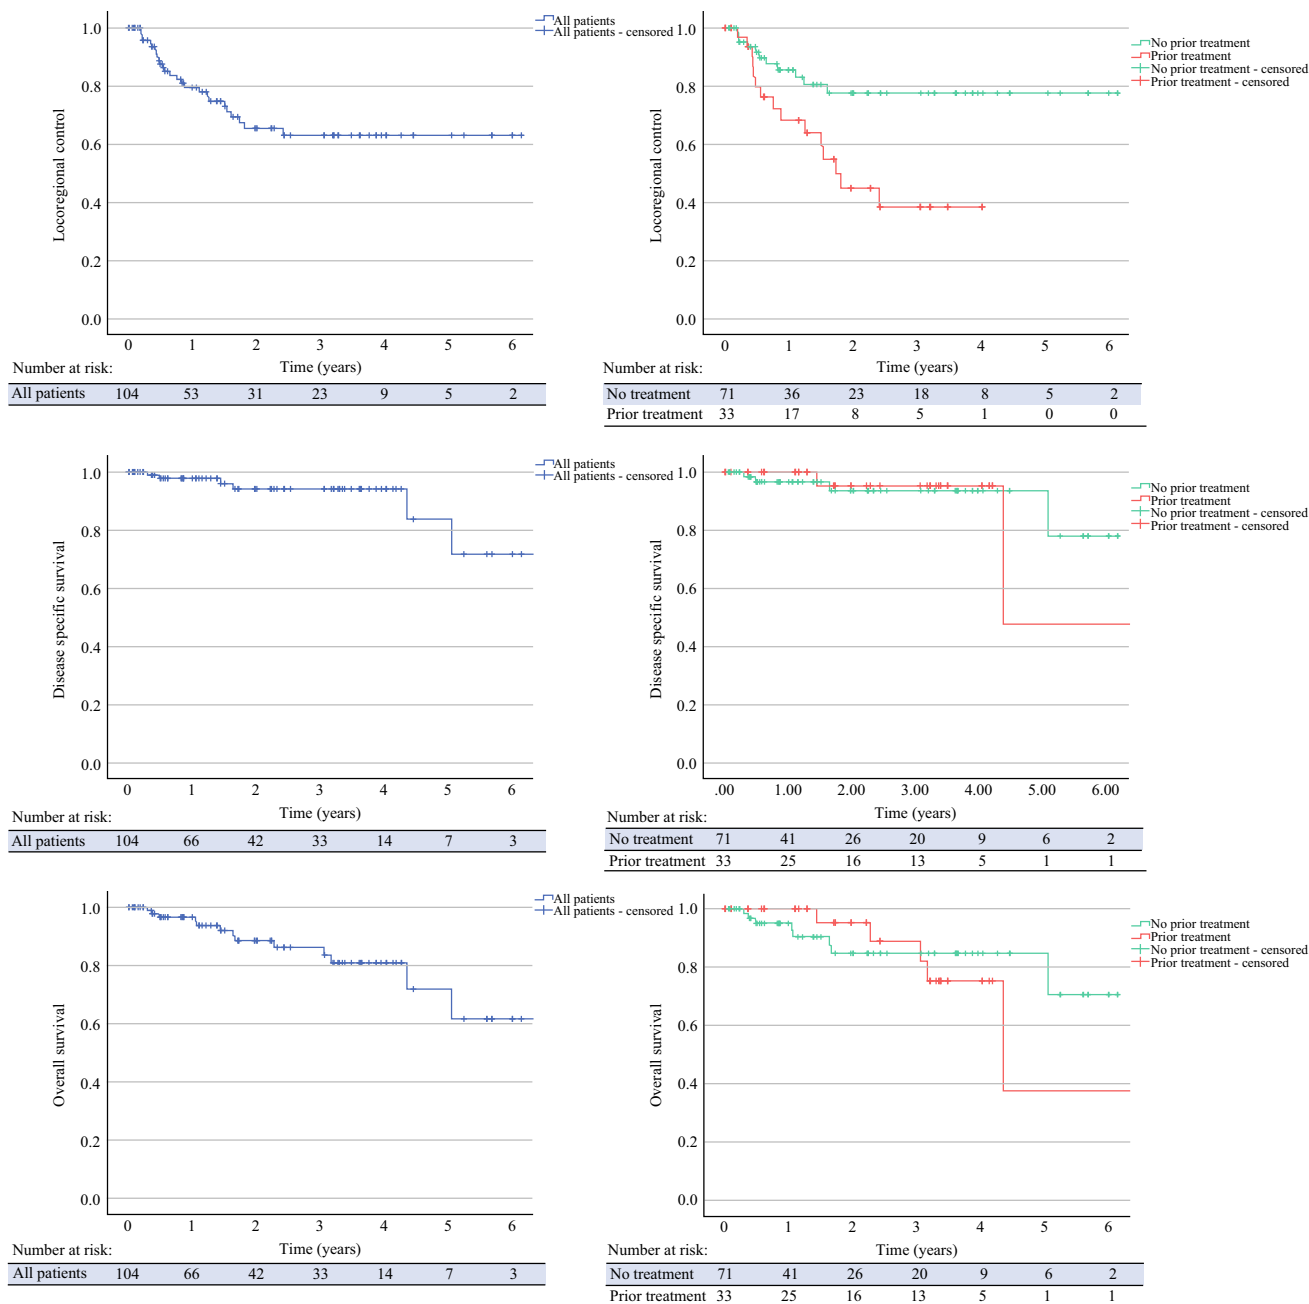 All patients
All patients - censored
1.0
0.8
0.6
0.4
0.2
0.0
Locoregional control
0 1 2 3 4 5 6
Time (years)
Number at risk:
All patients 104 53 31 23 9 5 2
No prior treatment
Prior treatment
No prior treatment - censored
Prior treatment - censored
1.0
0.8
0.6
0.4
0.2
0.0
Locoregional control
0 1 2 3 4 5 6
Time (years)
Number at risk:
No treatment 71 36 23 18 8 5 2
Prior treatment 33 17 8 5 1 0 0
All patients
All patients - censored
1.0
0.8
0.6
0.4
0.2
0.0
Disease specific survival
0 1 2 3 4 5 6
Time (years)
Number at risk:
All patients 104 66 42 33 14 7 3
No prior treatment
Prior treatment
No prior treatment - censored
Prior treatment - censored
1.0
0.8
0.6
0.4
0.2
0.0
Disease specific survival
.00 1.00 2.00 3.00 4.00 5.00 6.00
Time (years)
Number at risk:
No treatment 71 41 26 20 9 6 2
Prior treatment 33 25 16 13 5 1 1
All patients
All patients - censored
1.0
0.8
0.6
0.4
0.2
0.0
Overall survival
0 1 2 3 4 5 6
Time (years)
Number at risk:
All patients 104 66 42 33 14 7 3
No prior treatment
Prior treatment
No prior treatment - censored
Prior treatment - censored
1.0
0.8
0.6
0.4
0.2
0.0
Overall survival
0 1 2 3 4 5 6
Time (years)
Number at risk:
No treatment 71 41 26 20 9 6 2
Prior treatment 33 25 16 13 5 1 1